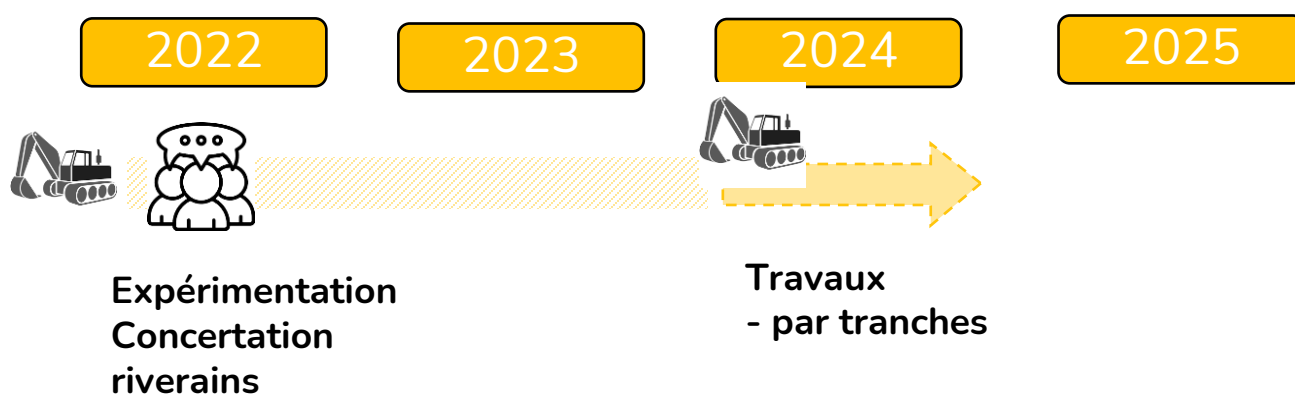 2022
2023
2024
2025
Expérimentation
Concertation
riverains
Travaux
- par tranches